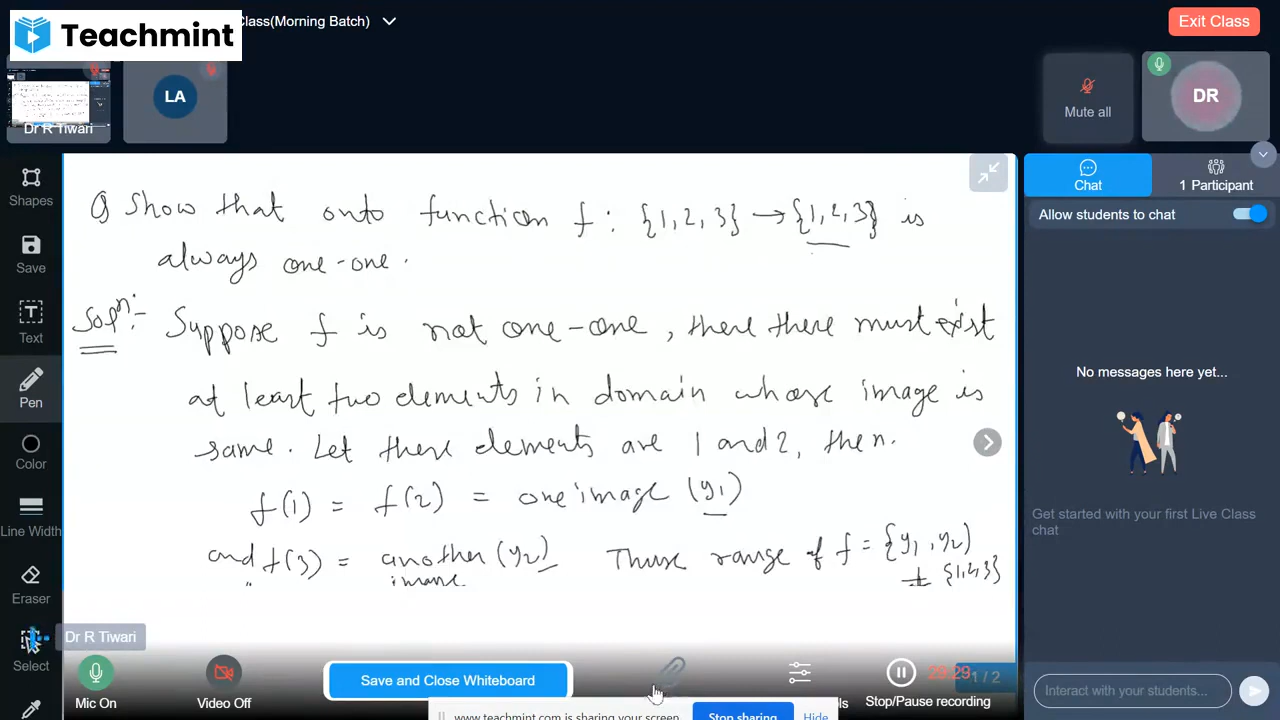 Teachmint
Class(Morning Batch)
Exit Class
LA
Dr R Tiwari
Mute all
DR
Shapes
Save
Text
Pen
Color
Line Width
Eraser
Select
Q Show that onto function f : {1, 2, 3} → {1, 2, 3} is
always one-one.
Solⁿ:- Suppose f is not one-one, there there must exist
at least two elements in domain whose image is
same. Let there elements are 1 and 2, then.
f(1) = f(2) = one image (y₁)
and f(3) = another (y₂) Thus range of f = {y₁, y₂)
image ≠ {1,2,3}
Dr R Tiwari
Chat
1 Participant
Allow students to chat
No messages here yet...
Get started with your first Live Class
chat
Interact with your students...
Mic On
Video Off
Save and Close Whiteboard
29:29
1 / 2
Stop/Pause recording
www.teachmint.com is sharing your screen.
Stop sharing
Hide